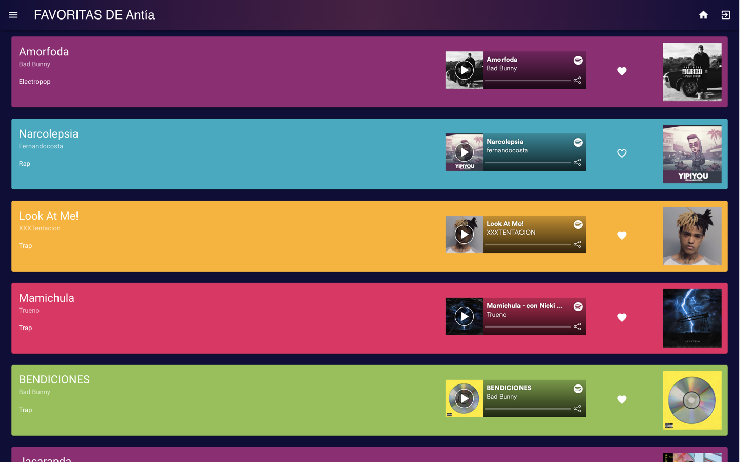 FAVORITAS DE Antía
Amorfoda
Bad Bunny
Electropop
Amorfoda
Bad Bunny
Narcolepsia
Fernandocosta
Rap
Narcolepsia
fernandocosta
YIPIYOU
YIPIYOU
Look At Me!
XXXTentacion
Trap
Look At Me!
XXXTENTACION
Mamichula
Trueno
Trap
Mamichula - con Nicki ...
Trueno
BENDICIONES
Bad Bunny
Trap
BENDICIONES
Bad Bunny
Jacaranda